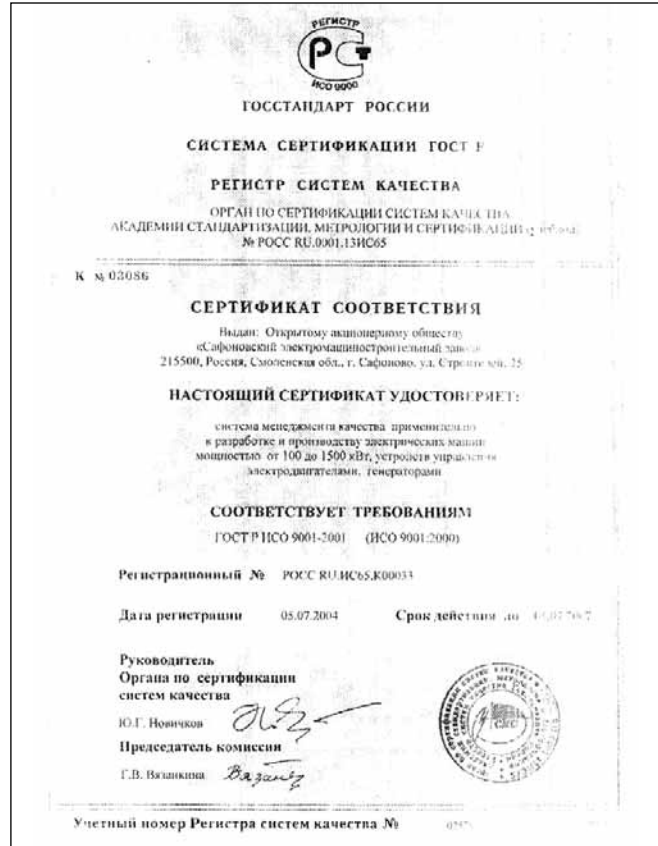 РЕГИСТР
РСТ
ИСО 9000
ГОССТАНДАРТ РОССИИ
СИСТЕМА СЕРТИФИКАЦИИ ГОСТ Р
РЕГИСТР СИСТЕМ КАЧЕСТВА
ОРГАН ПО СЕРТИФИКАЦИИ СИСТЕМ КАЧЕСТВА
АКАДЕМИИ СТАНДАРТИЗАЦИИ, МЕТРОЛОГИИ И СЕРТИФИКАЦИИ
№ РОСС RU.0001.13ИС65
К № 03086
СЕРТИФИКАТ СООТВЕТСТВИЯ
Выдан: Открытому акционерному обществу
«Сафоновский электромашиностроительный завод»
215500, Россия, Смоленская обл., г. Сафоново, ул. 25
НАСТОЯЩИЙ СЕРТИФИКАТ УДОСТОВЕРЯЕТ:
система менеджмента качества применительно
к разработке и производству электрических машин
мощностью от 100 до 1500 кВт, устройств управления
электродвигателями, генераторами
СООТВЕТСТВУЕТ ТРЕБОВАНИЯМ
ГОСТ Р ИСО 9001-2001 (ИСО 9001:2000)
Регистрационный № РОСС RU.ИС65.К00033
Дата регистрации 05.07.2004 Срок действия до
Руководитель
Органа по сертификации
систем качества
Ю.Г. Новичков
Председатель комиссии
Г.В. Вязанкина
Учетный номер Регистра систем качества №